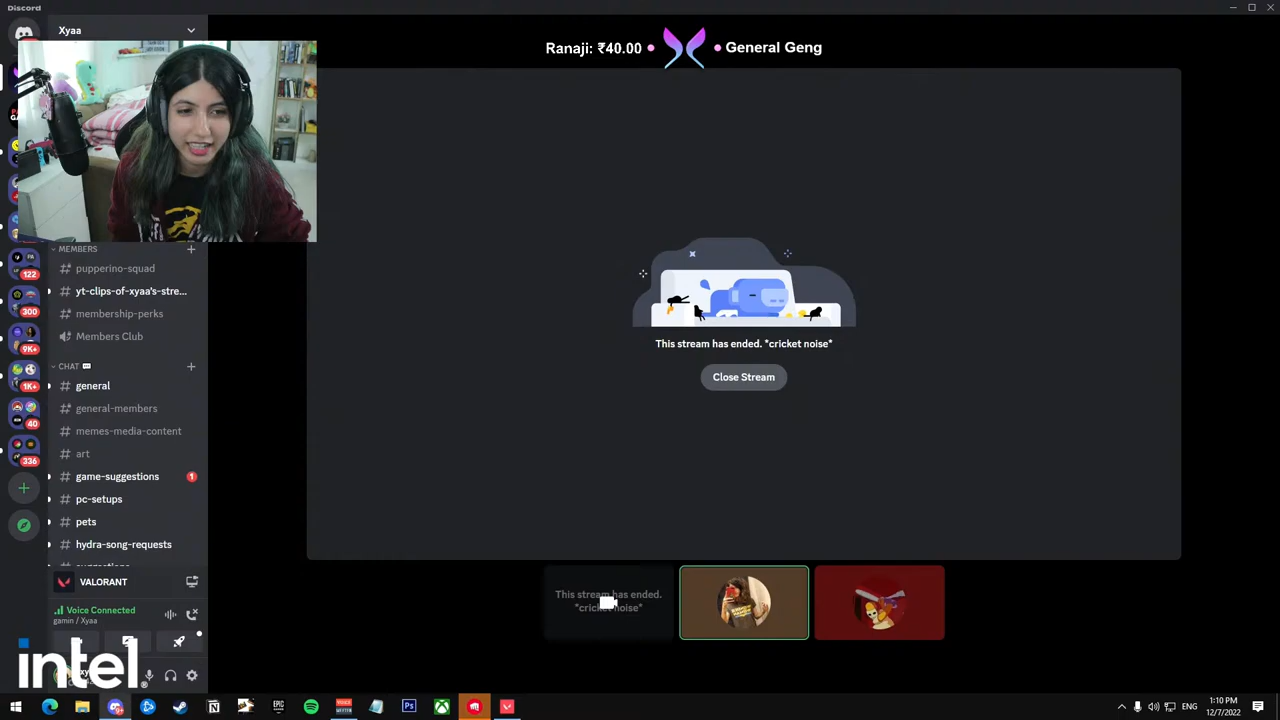 Discord
Xyaa
Ranaji: ₹40.00
General Geng
MEMBERS
pupperino-squad
yt-clips-of-xyaa's-stre...
membership-perks
Members Club
CHAT
general
general-members
memes-media-content
art
game-suggestions
1
pc-setups
pets
hydra-song-requests
122
300
9K+
1K+
40
336
This stream has ended. *cricket noise*
Close Stream
This stream has ended.
*cricket noise*
VALORANT
Voice Connected
gamin / Xyaa
intel
EPIC
Ps
ENG
1:10 PM
12/7/2022